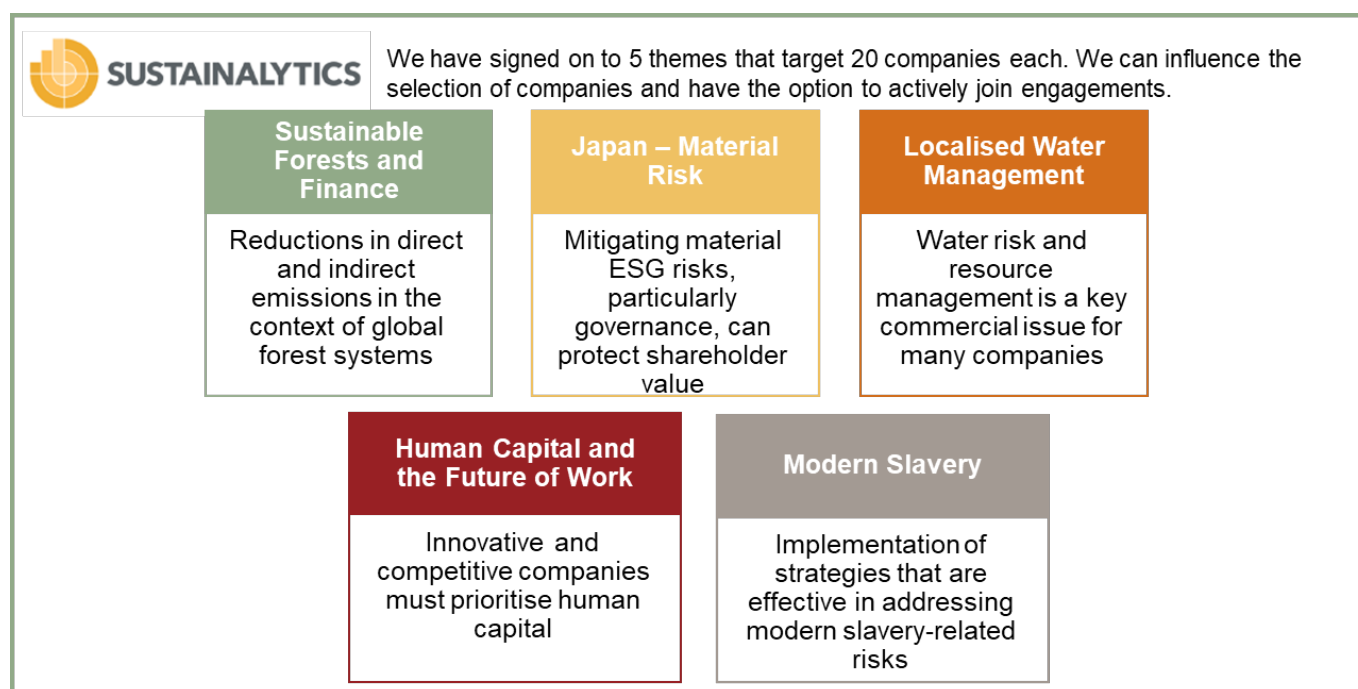 SUSTAINALYTICS
We have signed on to 5 themes that target 20 companies each. We can influence the
selection of companies and have the option to actively join engagements.
Sustainable
Forests and
Finance
Reductions in direct
and indirect
emissions in the
context of global
forest systems
Japan – Material
Risk
Mitigating material
ESG risks,
particularly
governance, can
protect shareholder
value
Localised Water
Management
Water risk and
resource
management is a key
commercial issue for
many companies
Human Capital and
the Future of Work
Innovative and
competitive companies
must prioritise human
capital
Modern Slavery
Implementation of
strategies that are
effective in addressing
modern slavery-related
risks